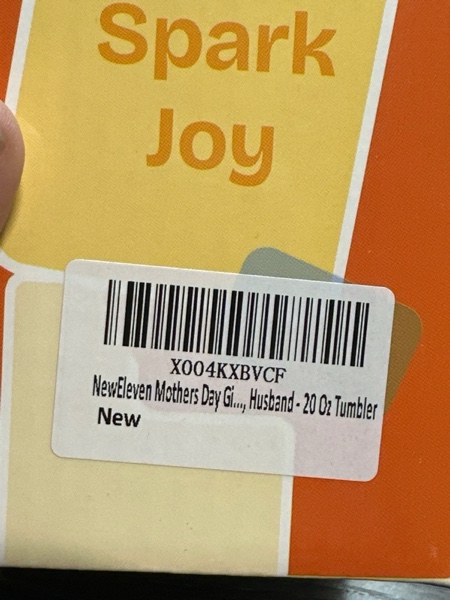 Spark
Joy
X004KXBVCF
NewEleven Mothers Day Gi..., Husband - 20 Oz Tumbler
New